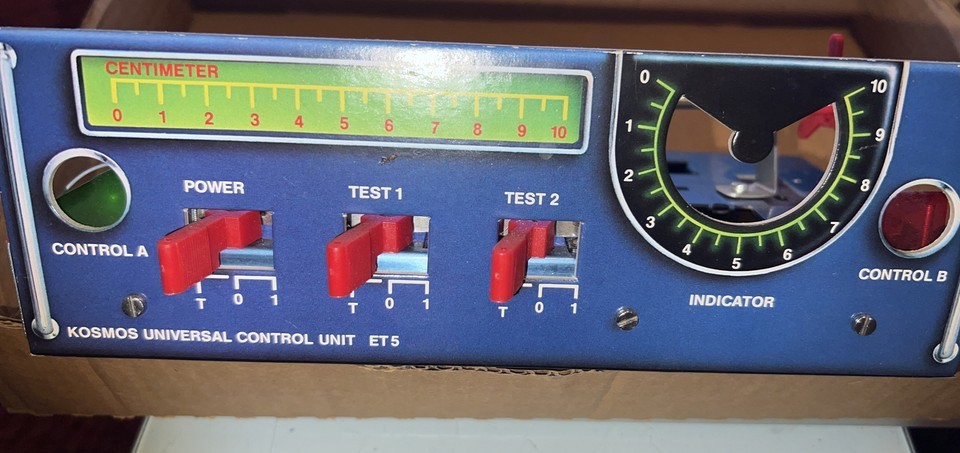 CENTIMETER
0 1 2 3 4 5 6 7 8 9 10
0 1 2 3 4 5 6 7 8 9 10
POWER TEST 1 TEST 2
CONTROL A
T 0 1 T 0 1 T 0 1
CONTROL B
INDICATOR
KOSMOS UNIVERSAL CONTROL UNIT ET5